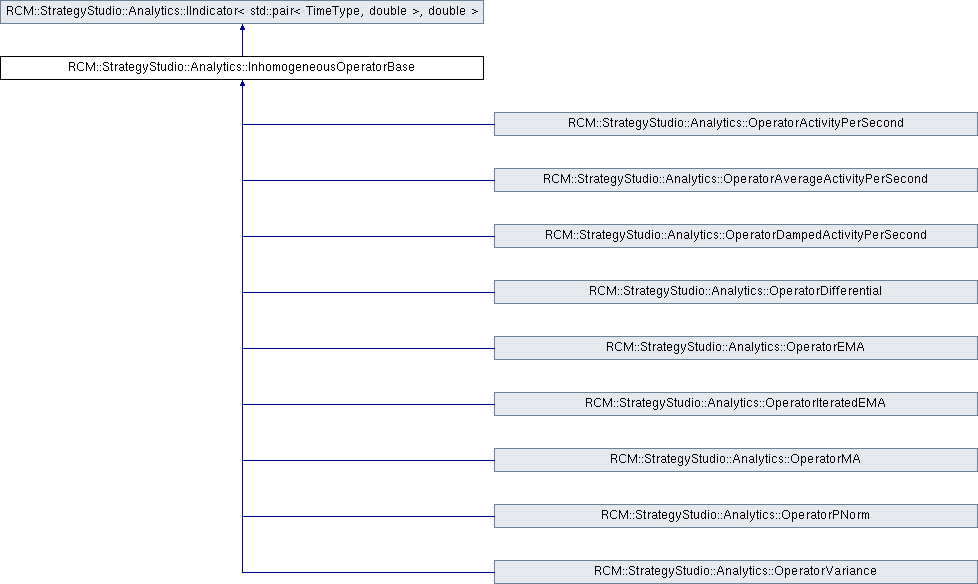 RCM::StrategyStudio::Analytics::IIndicator< std::pair< TimeType, double >, double >
RCM::StrategyStudio::Analytics::InhomogeneousOperatorBase
RCM::StrategyStudio::Analytics::OperatorActivityPerSecond
RCM::StrategyStudio::Analytics::OperatorAverageActivityPerSecond
RCM::StrategyStudio::Analytics::OperatorDampedActivityPerSecond
RCM::StrategyStudio::Analytics::OperatorDifferential
RCM::StrategyStudio::Analytics::OperatorEMA
RCM::StrategyStudio::Analytics::OperatorIteratedEMA
RCM::StrategyStudio::Analytics::OperatorMA
RCM::StrategyStudio::Analytics::OperatorPNorm
RCM::StrategyStudio::Analytics::OperatorVariance